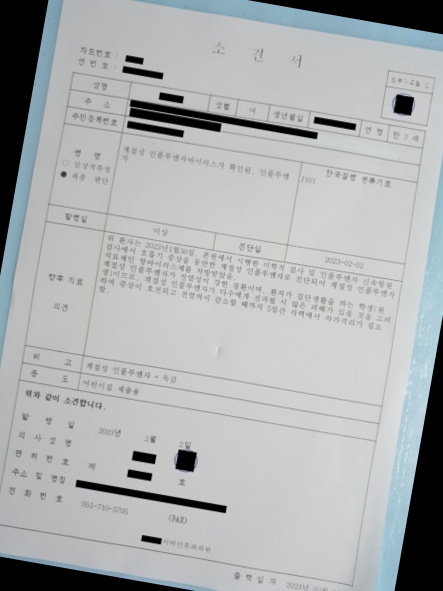 소 견 서
차트번호 :
연 번 호 :
성명
성별 여 생년월일 연 령 만 3 세
주 소
주민등록번호
병 명
○ 임상적추정
● 최종 판단
계절성 인플루엔자바이러스가 확인된, 인플루엔
자
한국질병 분류기호
J101
발병일 미상 진단일 2023-02-02
향후 치료
의견
위 환자는 2023년1월30일, 본원에서 시행한 이학적 검사 및 인플루엔자 신속항원
검사에서 호흡기 증상을 동반한 계절성 인플루엔자로 진단되어 계절성 인플루엔자
치료제인 항바이러스제를 처방받았음.
계절성 인플루엔자가 전염성이 강한 질환이며, 환자가 집단생활을 하는 학생(원
생)이므로, 계절성 인플루엔자가 다수에게 전파될 시 많은 피해가 있을 것을 고려
하여 증상이 호전되고 전염력이 감소할 때까지 5일간 자택에서 자가격리가 필요
함.
비 고 계절성 인플루엔자 = 독감
용 도 어린이집 제출용
위와 같이 소견합니다.
발 행 일 2023년 2월 2일
의 사 성 명
면 허 번 호 제 호
주소 및 명칭
전 화 번 호 051-710-5705 (FAX)
이비인후과의원
출 력 일 자 2023년